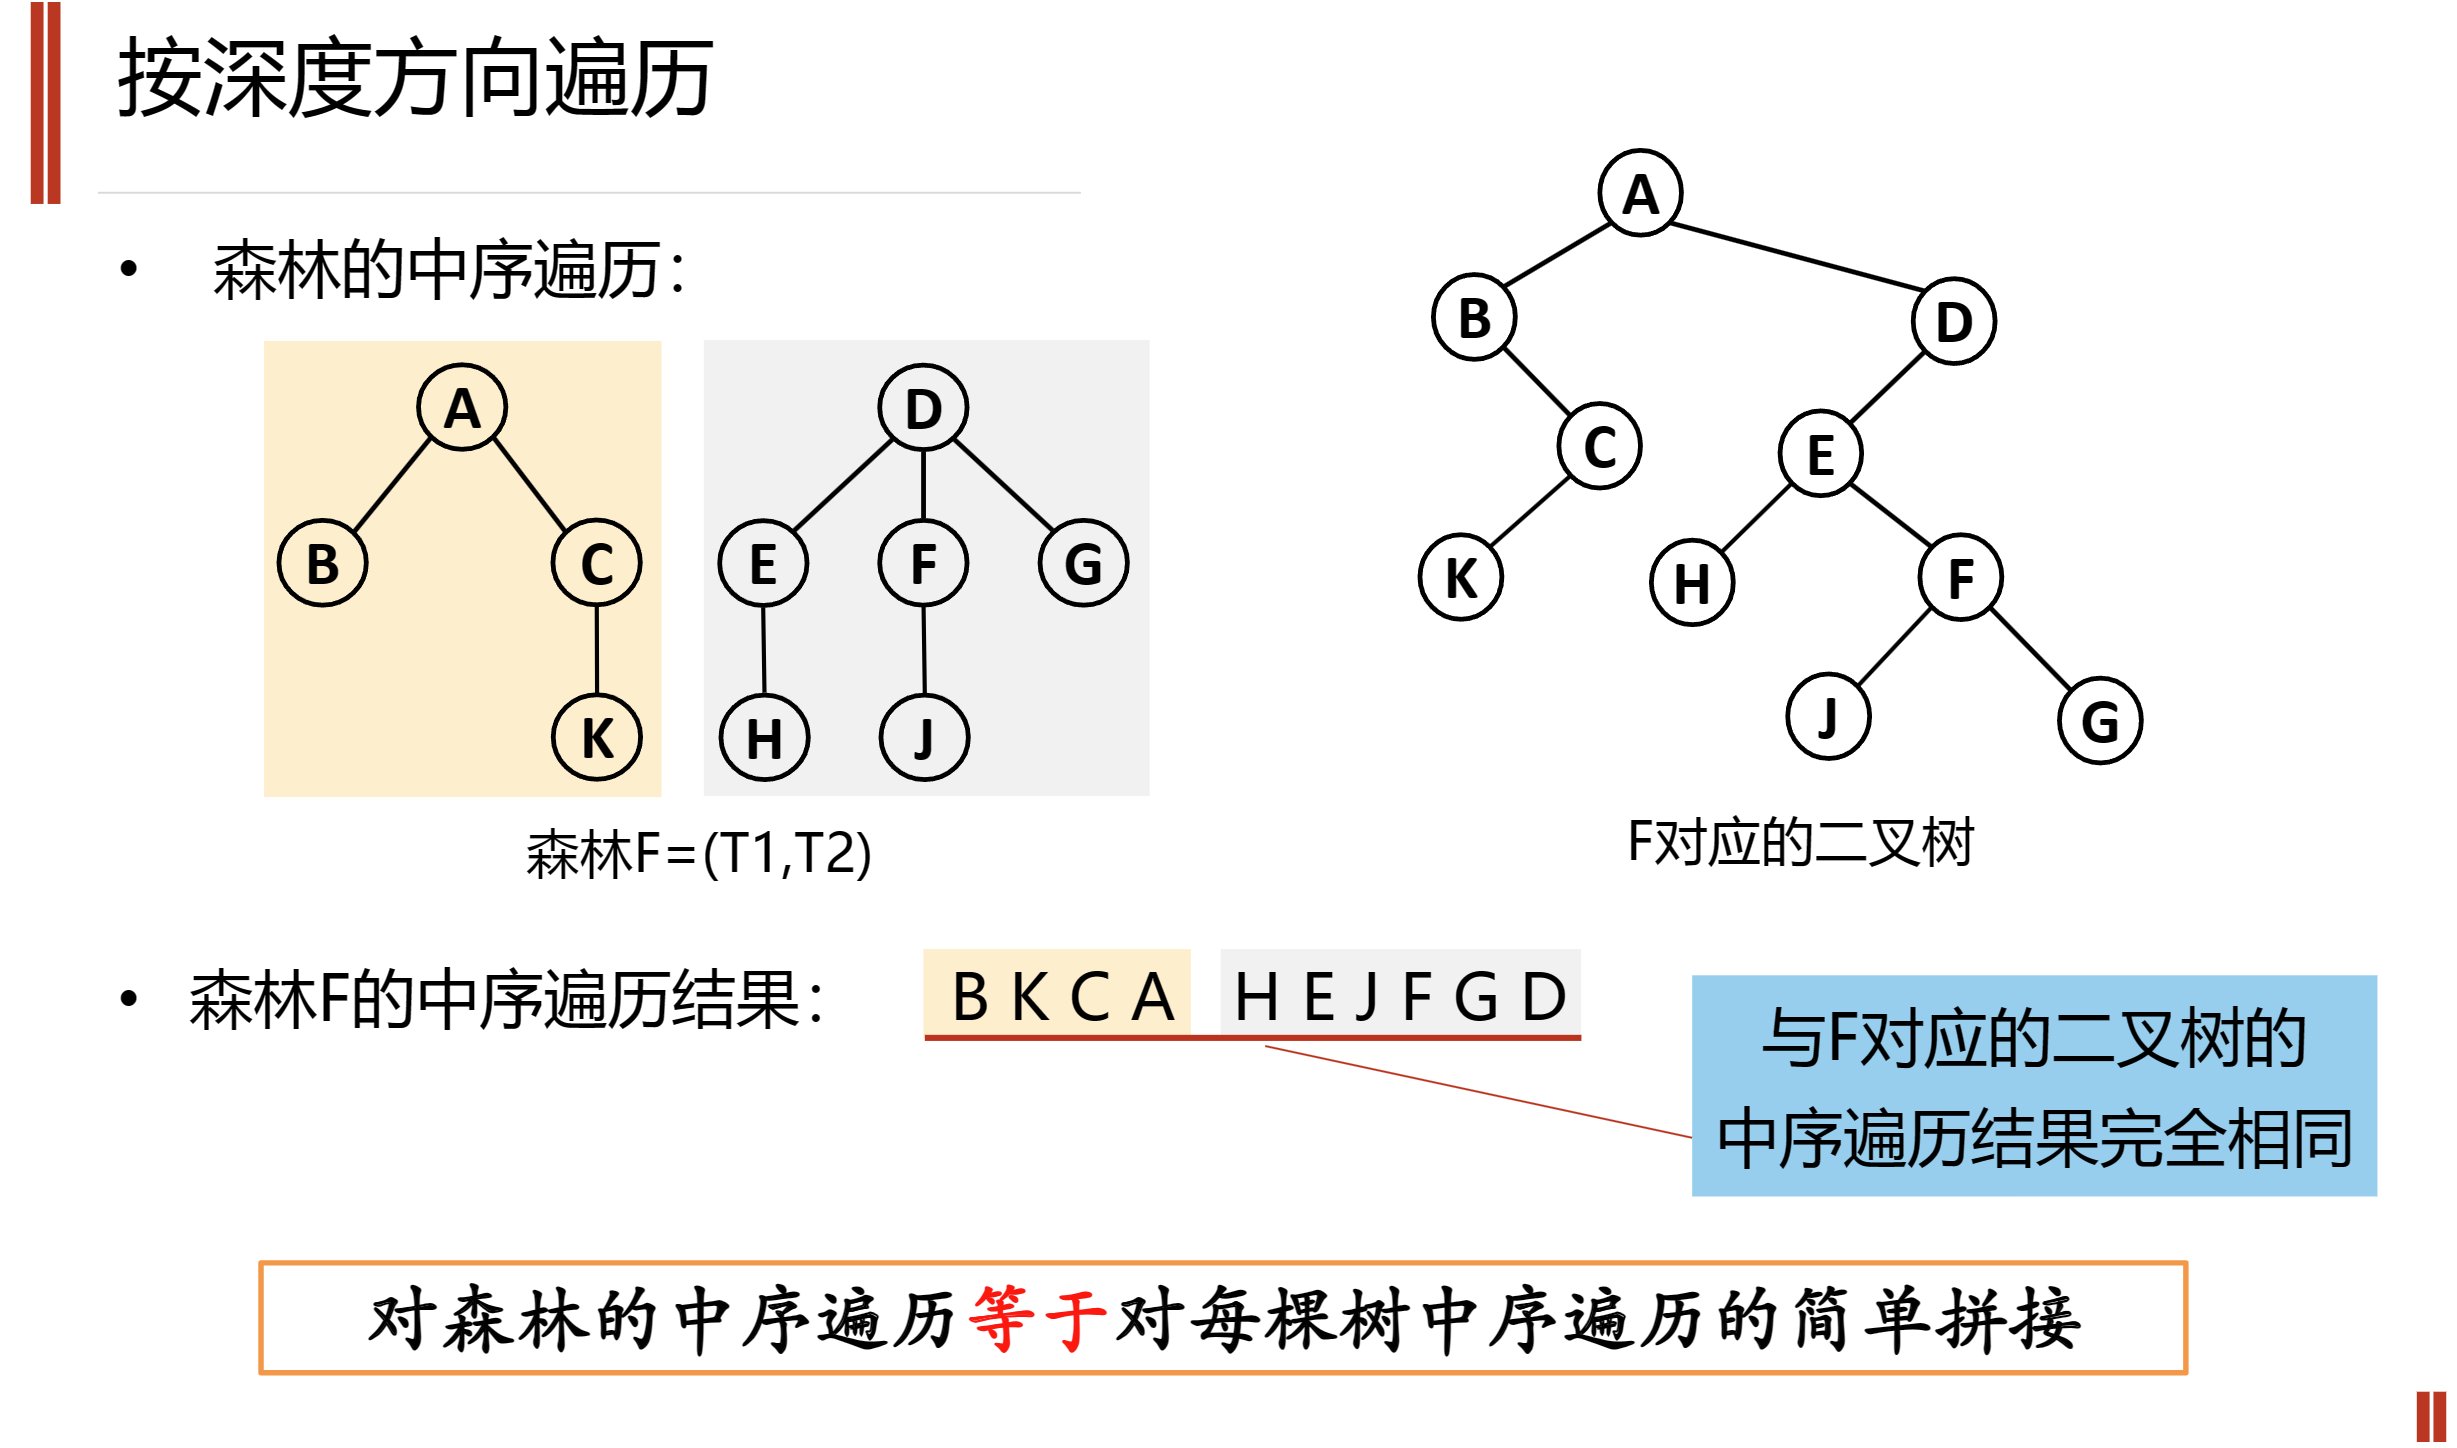 按深度方向遍历
• 森林的中序遍历：
A
B C
K
D
E F G
H J
森林F=(T1,T2)
A
B D
C E
K H F
J G
F对应的二叉树
• 森林F的中序遍历结果： B K C A H E J F G D
与F对应的二叉树的
中序遍历结果完全相同
对森林的中序遍历等于对每棵树中序遍历的简单拼接